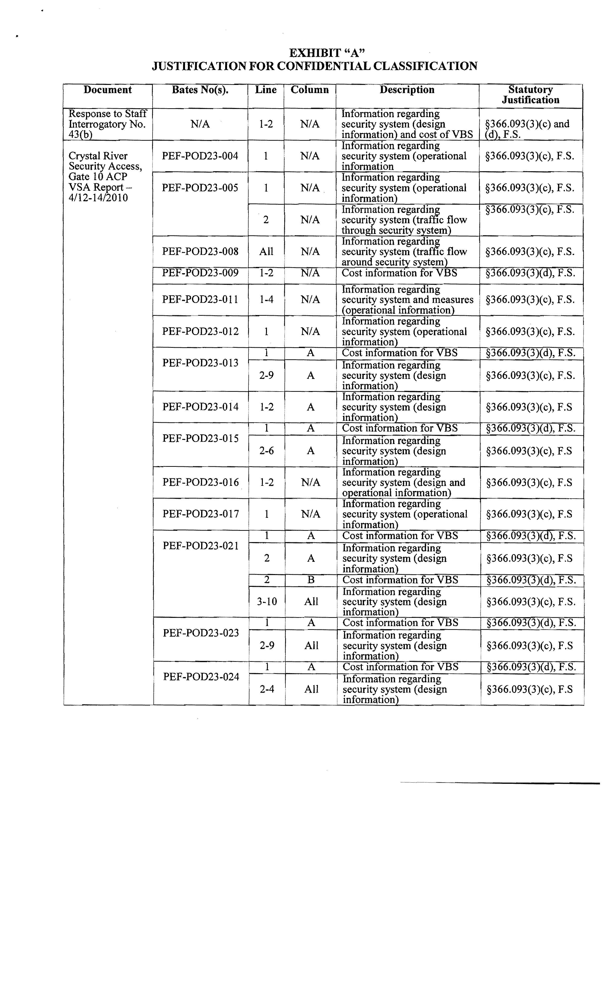 EXHIBIT “A”
JUSTIFICATION FOR CONFIDENTIAL CLASSIFICATION
Document Bates No(s). Line Column Description Statutory
Justification
Response to Staff
Interrogatory No.
43(b)
N/A 1-2 N/A
Information regarding
security system (design
information) and cost of VBS
§366.093(3)(c) and
(d), F.S.
Crystal River
Security Access,
Gate 10 ACP
VSA Report –
4/12-14/2010
PEF-POD23-004 1 N/A
Information regarding
security system (operational
information
§366.093(3)(c), F.S.
PEF-POD23-005 1 N/A
Information regarding
security system (operational
information)
§366.093(3)(c), F.S.
2 N/A
Information regarding
security system (traffic flow
through security system)
§366.093(3)(c), F.S.
PEF-POD23-008 All N/A
Information regarding
security system (traffic flow
around security system)
§366.093(3)(c), F.S.
PEF-POD23-009 1-2 N/A Cost information for VBS §366.093(3)(d), F.S.
PEF-POD23-011 1-4 N/A
Information regarding
security system and measures
(operational information)
§366.093(3)(c), F.S.
PEF-POD23-012 1 N/A
Information regarding
security system (operational
information)
§366.093(3)(c), F.S.
PEF-POD23-013
1 A Cost information for VBS §366.093(3)(d), F.S.
2-9 A
Information regarding
security system (design
information)
§366.093(3)(c), F.S.
PEF-POD23-014 1-2 A
Information regarding
security system (design
information)
§366.093(3)(c), F.S
PEF-POD23-015
1 A Cost information for VBS §366.093(3)(d), F.S.
2-6 A
Information regarding
security system (design
information)
§366.093(3)(c), F.S
PEF-POD23-016 1-2 N/A
Information regarding
security system (design and
operational information)
§366.093(3)(c), F.S
PEF-POD23-017 1 N/A
Information regarding
security system (operational
information)
§366.093(3)(c), F.S
PEF-POD23-021
1 A Cost information for VBS §366.093(3)(d), F.S.
2 A
Information regarding
security system (design
information)
§366.093(3)(c), F.S
2 B Cost information for VBS §366.093(3)(d), F.S.
3-10 All
Information regarding
security system (design
information)
§366.093(3)(c), F.S.
PEF-POD23-023
1 A Cost information for VBS §366.093(3)(d), F.S.
2-9 All
Information regarding
security system (design
information)
§366.093(3)(c), F.S
PEF-POD23-024
1 A Cost information for VBS §366.093(3)(d), F.S.
2-4 All
Information regarding
security system (design
information)
§366.093(3)(c), F.S